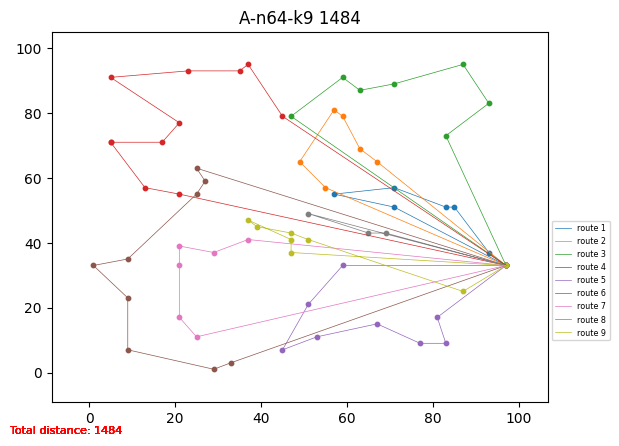 A-n64-k9 1484
100
80
60
40
20
0
0 20 40 60 80 100
route 1
route 2
route 3
route 4
route 5
route 6
route 7
route 8
route 9
Total distance: 1484